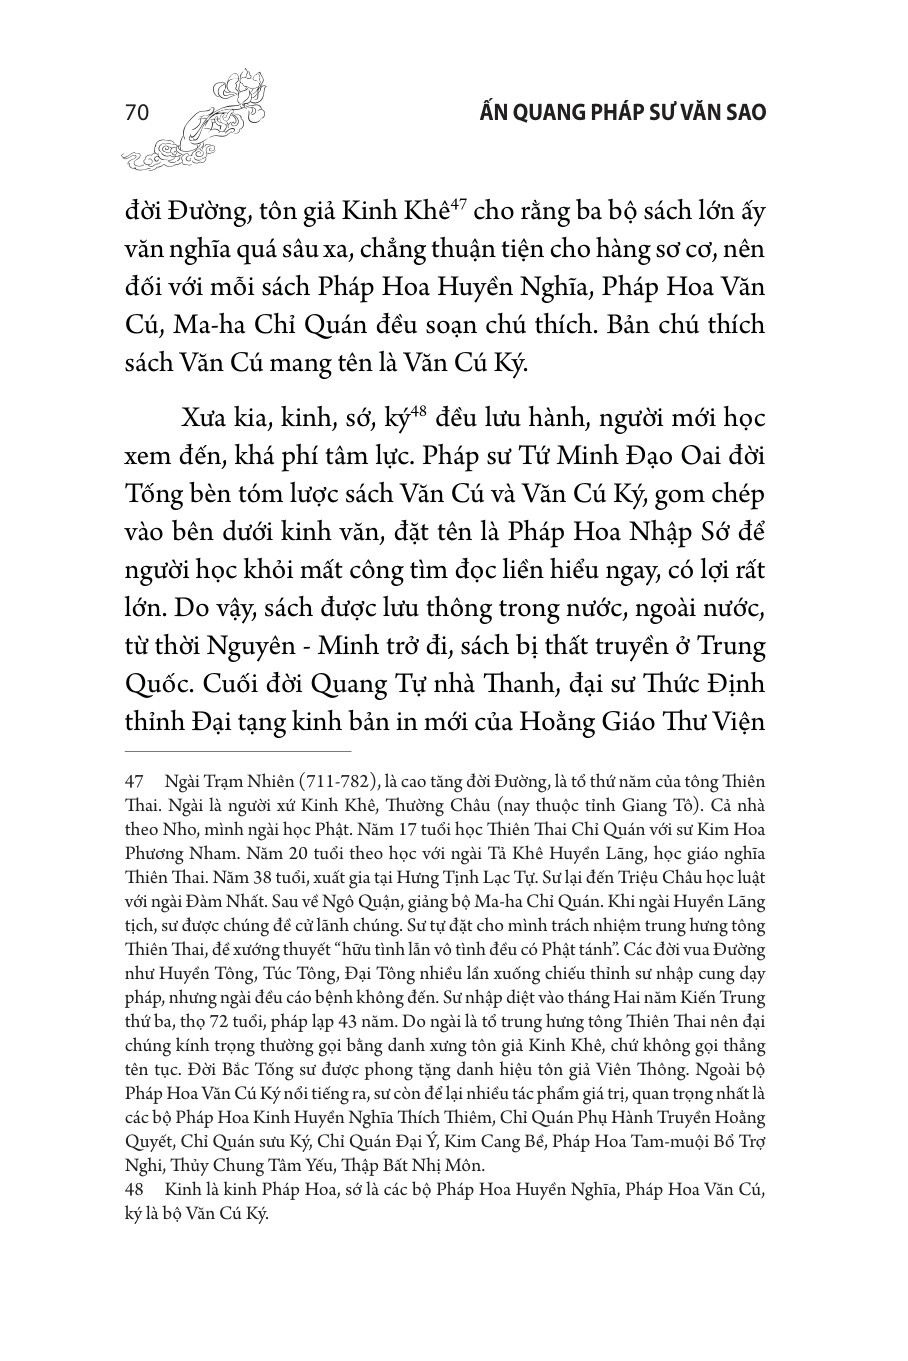 70
ẤN QUANG PHÁP SƯ VĂN SAO
đời Đường, tôn giả Kinh Khê47 cho rằng ba bộ sách lớn ấy
văn nghĩa quá sâu xa, chẳng thuận tiện cho hàng sơ cơ, nên
đối với mỗi sách Pháp Hoa Huyền Nghĩa, Pháp Hoa Văn
Cú, Ma-ha Chỉ Quán đều soạn chú thích. Bản chú thích
sách Văn Cú mang tên là Văn Cú Ký.
Xưa kia, kinh, sớ, ký48 đều lưu hành, người mới học
xem đến, khá phí tâm lực. Pháp sư Tứ Minh Đạo Oai đời
Tống bèn tóm lược sách Văn Cú và Văn Cú Ký, gom chép
vào bên dưới kinh văn, đặt tên là Pháp Hoa Nhập Sớ để
người học khỏi mất công tìm đọc liền hiểu ngay, có lợi rất
lớn. Do vậy, sách được lưu thông trong nước, ngoài nước,
từ thời Nguyên - Minh trở đi, sách bị thất truyền ở Trung
Quốc. Cuối đời Quang Tự nhà Thanh, đại sư Thức Định
thỉnh Đại tạng kinh bản in mới của Hoằng Giáo Thư Viện
47 Ngài Trạm Nhiên (711-782), là cao tăng đời Đường, là tổ thứ năm của tông Thiên
Thai. Ngài là người xứ Kinh Khê, Thường Châu (nay thuộc tỉnh Giang Tô). Cả nhà
theo Nho, mình ngài học Phật. Năm 17 tuổi học Thiên Thai Chỉ Quán với sư Kim Hoa
Phương Nham. Năm 20 tuổi theo học với ngài Tả Khê Huyền Lãng, học giáo nghĩa
Thiên Thai. Năm 38 tuổi, xuất gia tại Hưng Tịnh Lạc Tự. Sư lại đến Triệu Châu học luật
với ngài Đàm Nhất. Sau về Ngô Quận, giảng bộ Ma-ha Chỉ Quán. Khi ngài Huyền Lãng
tịch, sư được chúng đề cử lãnh chúng. Sư tự đặt cho mình trách nhiệm trung hưng tông
Thiên Thai, đề xướng thuyết “hữu tình lẫn vô tình đều có Phật tánh”. Các đời vua Đường
như Huyền Tông, Túc Tông, Đại Tông nhiều lần xuống chiếu thỉnh sư nhập cung dạy
pháp, nhưng ngài đều cáo bệnh không đến. Sư nhập diệt vào tháng Hai năm Kiến Trung
thứ ba, thọ 72 tuổi, pháp lạp 43 năm. Do ngài là tổ trung hưng tông Thiên Thai nên đại
chúng kính trọng thường gọi bằng danh xưng tôn giả Kinh Khê, chứ không gọi thẳng
tên tục. Đời Bắc Tống sư được phong tặng danh hiệu tôn giả Viên Thông. Ngoài bộ
Pháp Hoa Văn Cú Ký nổi tiếng ra, sư còn để lại nhiều tác phẩm giá trị, quan trọng nhất là
các bộ Pháp Hoa Kinh Huyền Nghĩa Thích Thiêm, Chỉ Quán Phụ Hành Truyền Hoằng
Quyết, Chỉ Quán sưu Ký, Chỉ Quán Đại Ý, Kim Cang Bề, Pháp Hoa Tam-muội Bổ Trợ
Nghi, Thủy Chung Tâm Yếu, Thập Bất Nhị Môn.
48 Kinh là kinh Pháp Hoa, sớ là các bộ Pháp Hoa Huyền Nghĩa, Pháp Hoa Văn Cú,
ký là bộ Văn Cú Ký.